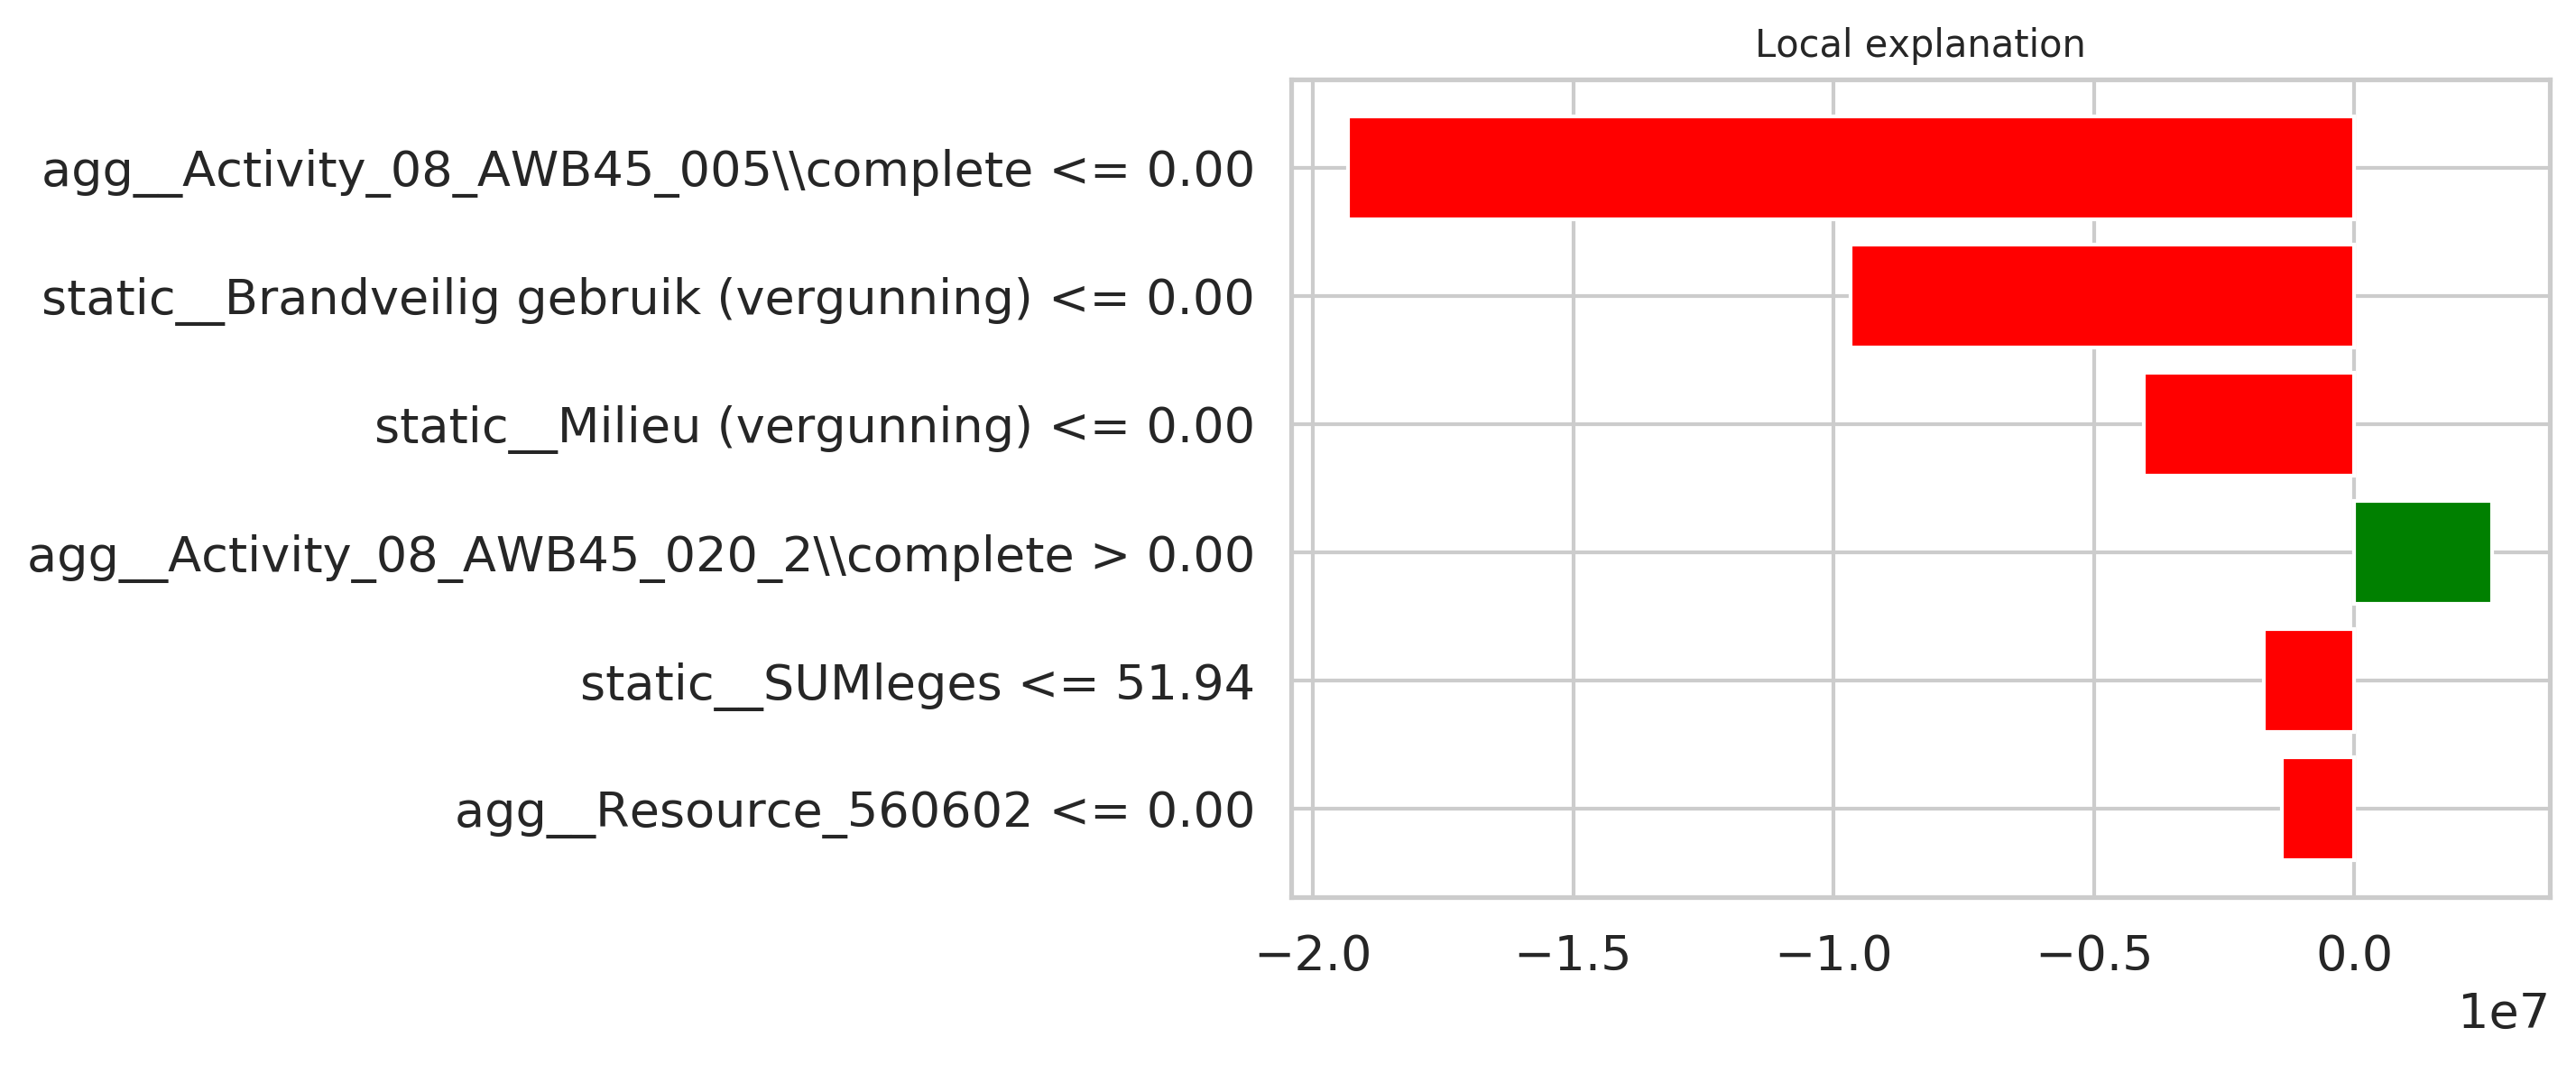 Local explanation
agg__Activity_08_AWB45_005\\complete <= 0.00
static__Brandveilig gebruik (vergunning) <= 0.00
static__Milieu (vergunning) <= 0.00
agg__Activity_08_AWB45_020_2\\complete > 0.00
static__SUMleges <= 51.94
agg__Resource_560602 <= 0.00
−2.0 −1.5 −1.0 −0.5 0.0
1e7